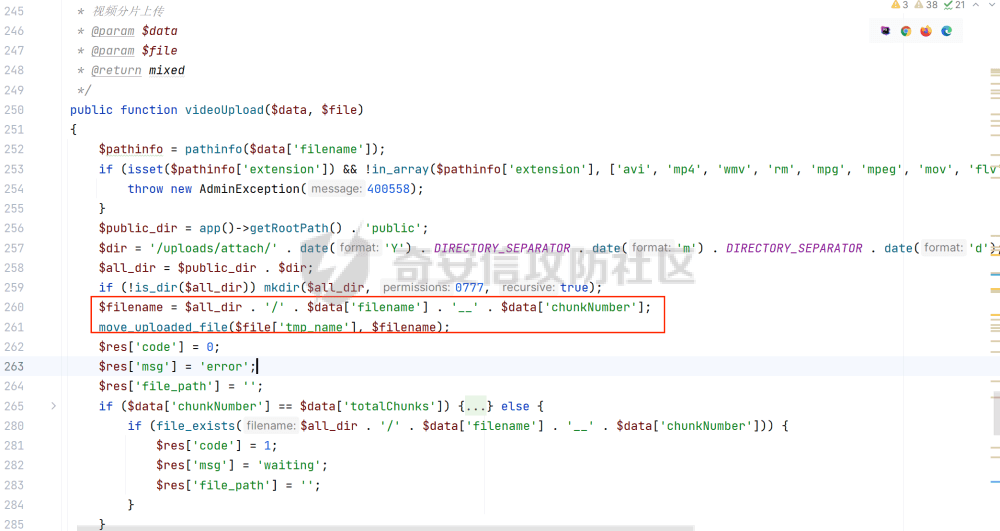 ⚠3 ⚠38 ✓21
245 * 视频分片上传
246 * @param $data
247 * @param $file
248 * @return mixed
249 */
250 public function videoUpload($data, $file)
251 {
252 $pathinfo = pathinfo($data['filename']);
253 if (isset($pathinfo['extension']) && !in_array($pathinfo['extension'], ['avi', 'mp4', 'wmv', 'rm', 'mpg', 'mpeg', 'mov', 'flv
254 throw new AdminException( message: 400558);
255 }
256 $public_dir = app()->getRootPath() . 'public';
257 $dir = '/uploads/attach/' . date( format: 'Y') . DIRECTORY_SEPARATOR . date( format: 'm') . DIRECTORY_SEPARATOR . date( format: 'd');
258 $all_dir = $public_dir . $dir;
259 if (!is_dir($all_dir)) mkdir($all_dir, permissions: 0777, recursive: true);
260 $filename = $all_dir . '/' . $data['filename'] . '__' . $data['chunkNumber'];
261 move_uploaded_file($file['tmp_name'], $filename);
262 $res['code'] = 0;
263 $res['msg'] = 'error';
264 $res['file_path'] = '';
265 if ($data['chunkNumber'] == $data['totalChunks']) {...} else {
280 if (file_exists( filename: $all_dir . '/' . $data['filename'] . '__' . $data['chunkNumber'])) {
281 $res['code'] = 1;
282 $res['msg'] = 'waiting';
283 $res['file_path'] = '';
284 }
285 }
奇安信攻防社区